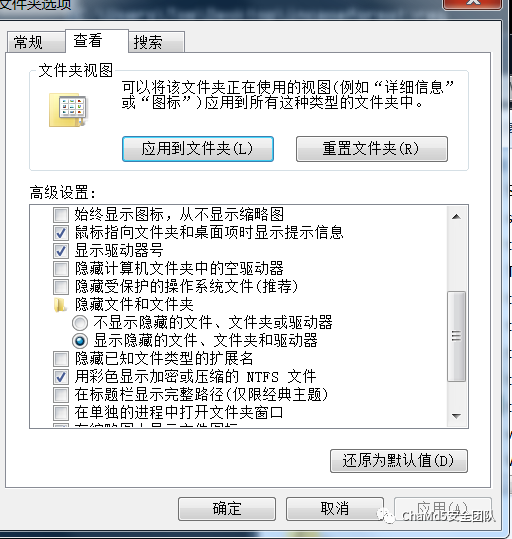 文件夹选项
常规
查看
搜索
文件夹视图
可以将该文件夹正在使用的视图(例如“详细信息”
或“图标”)应用到所有这种类型的文件夹中。
应用到文件夹(L)
重置文件夹(R)
高级设置:
始终显示图标，从不显示缩略图
鼠标指向文件夹和桌面项时显示提示信息
显示驱动器号
隐藏计算机文件夹中的空驱动器
隐藏受保护的操作系统文件(推荐)
隐藏文件和文件夹
不显示隐藏的文件、文件夹或驱动器
显示隐藏的文件、文件夹和驱动器
隐藏已知文件类型的扩展名
用彩色显示加密或压缩的 NTFS 文件
在标题栏显示完整路径(仅限经典主题)
在单独的进程中打开文件夹窗口
还原为默认值(D)
确定
取消
应用(A)
ChaMd5安全团队